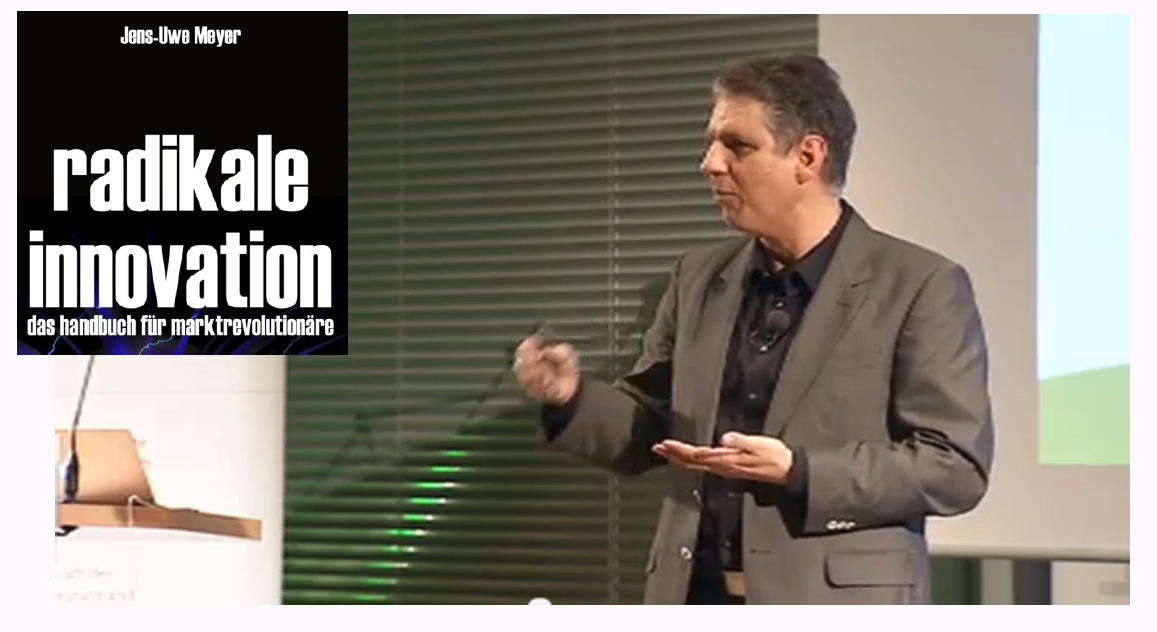 Jens-Uwe Meyer
radikale
innovation
das handbuch für marktrevolutionäre